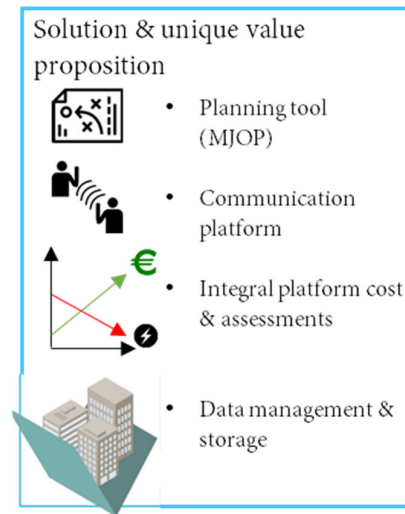 Solution & unique value
proposition
• Planning tool
(MJOP)
• Communication
platform
€
• Integral platform cost
& assessments
• Data management &
storage